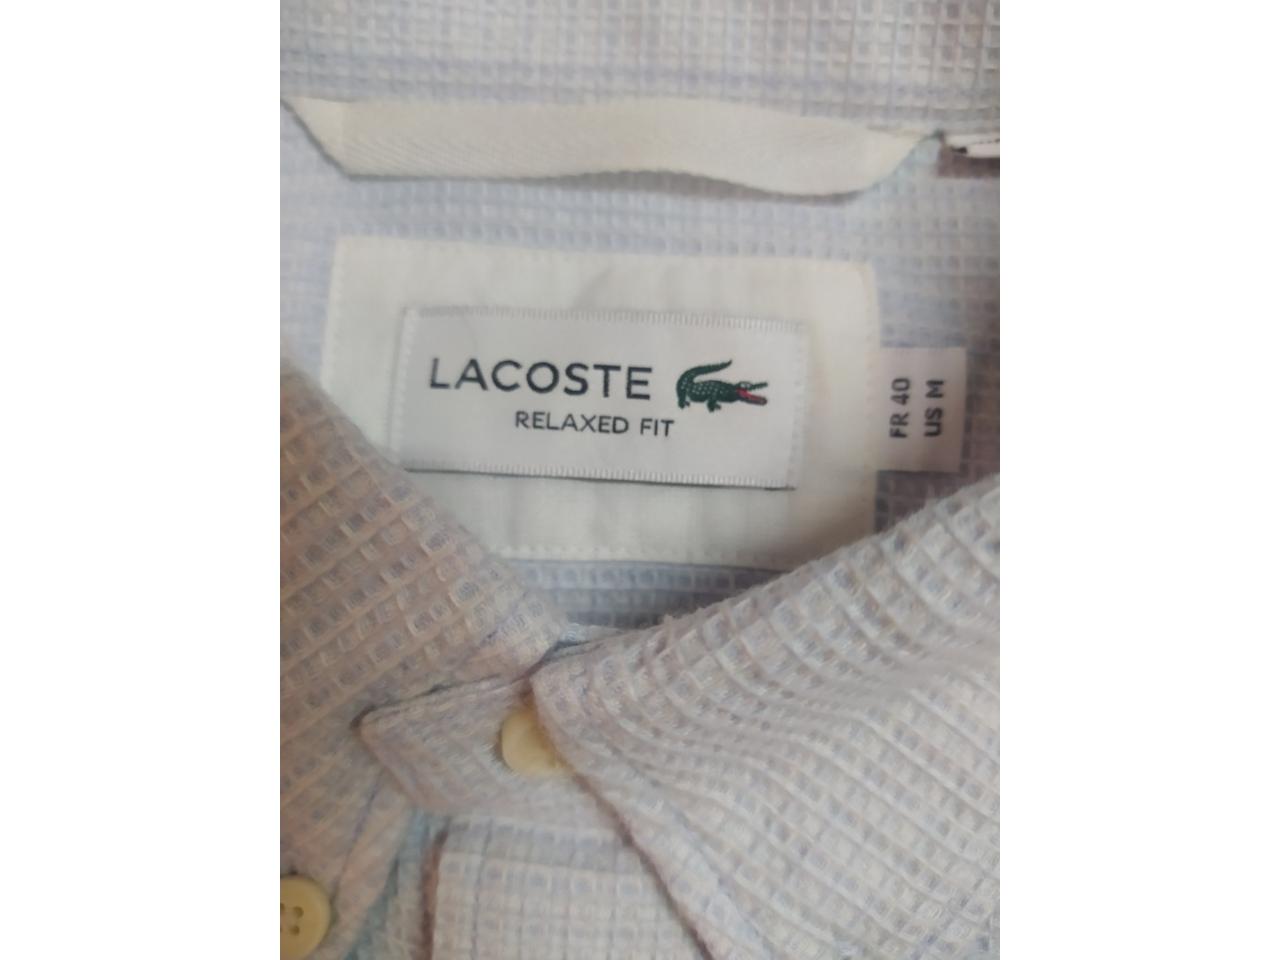 LACOSTE
RELAXED FIT
FR 40
US M